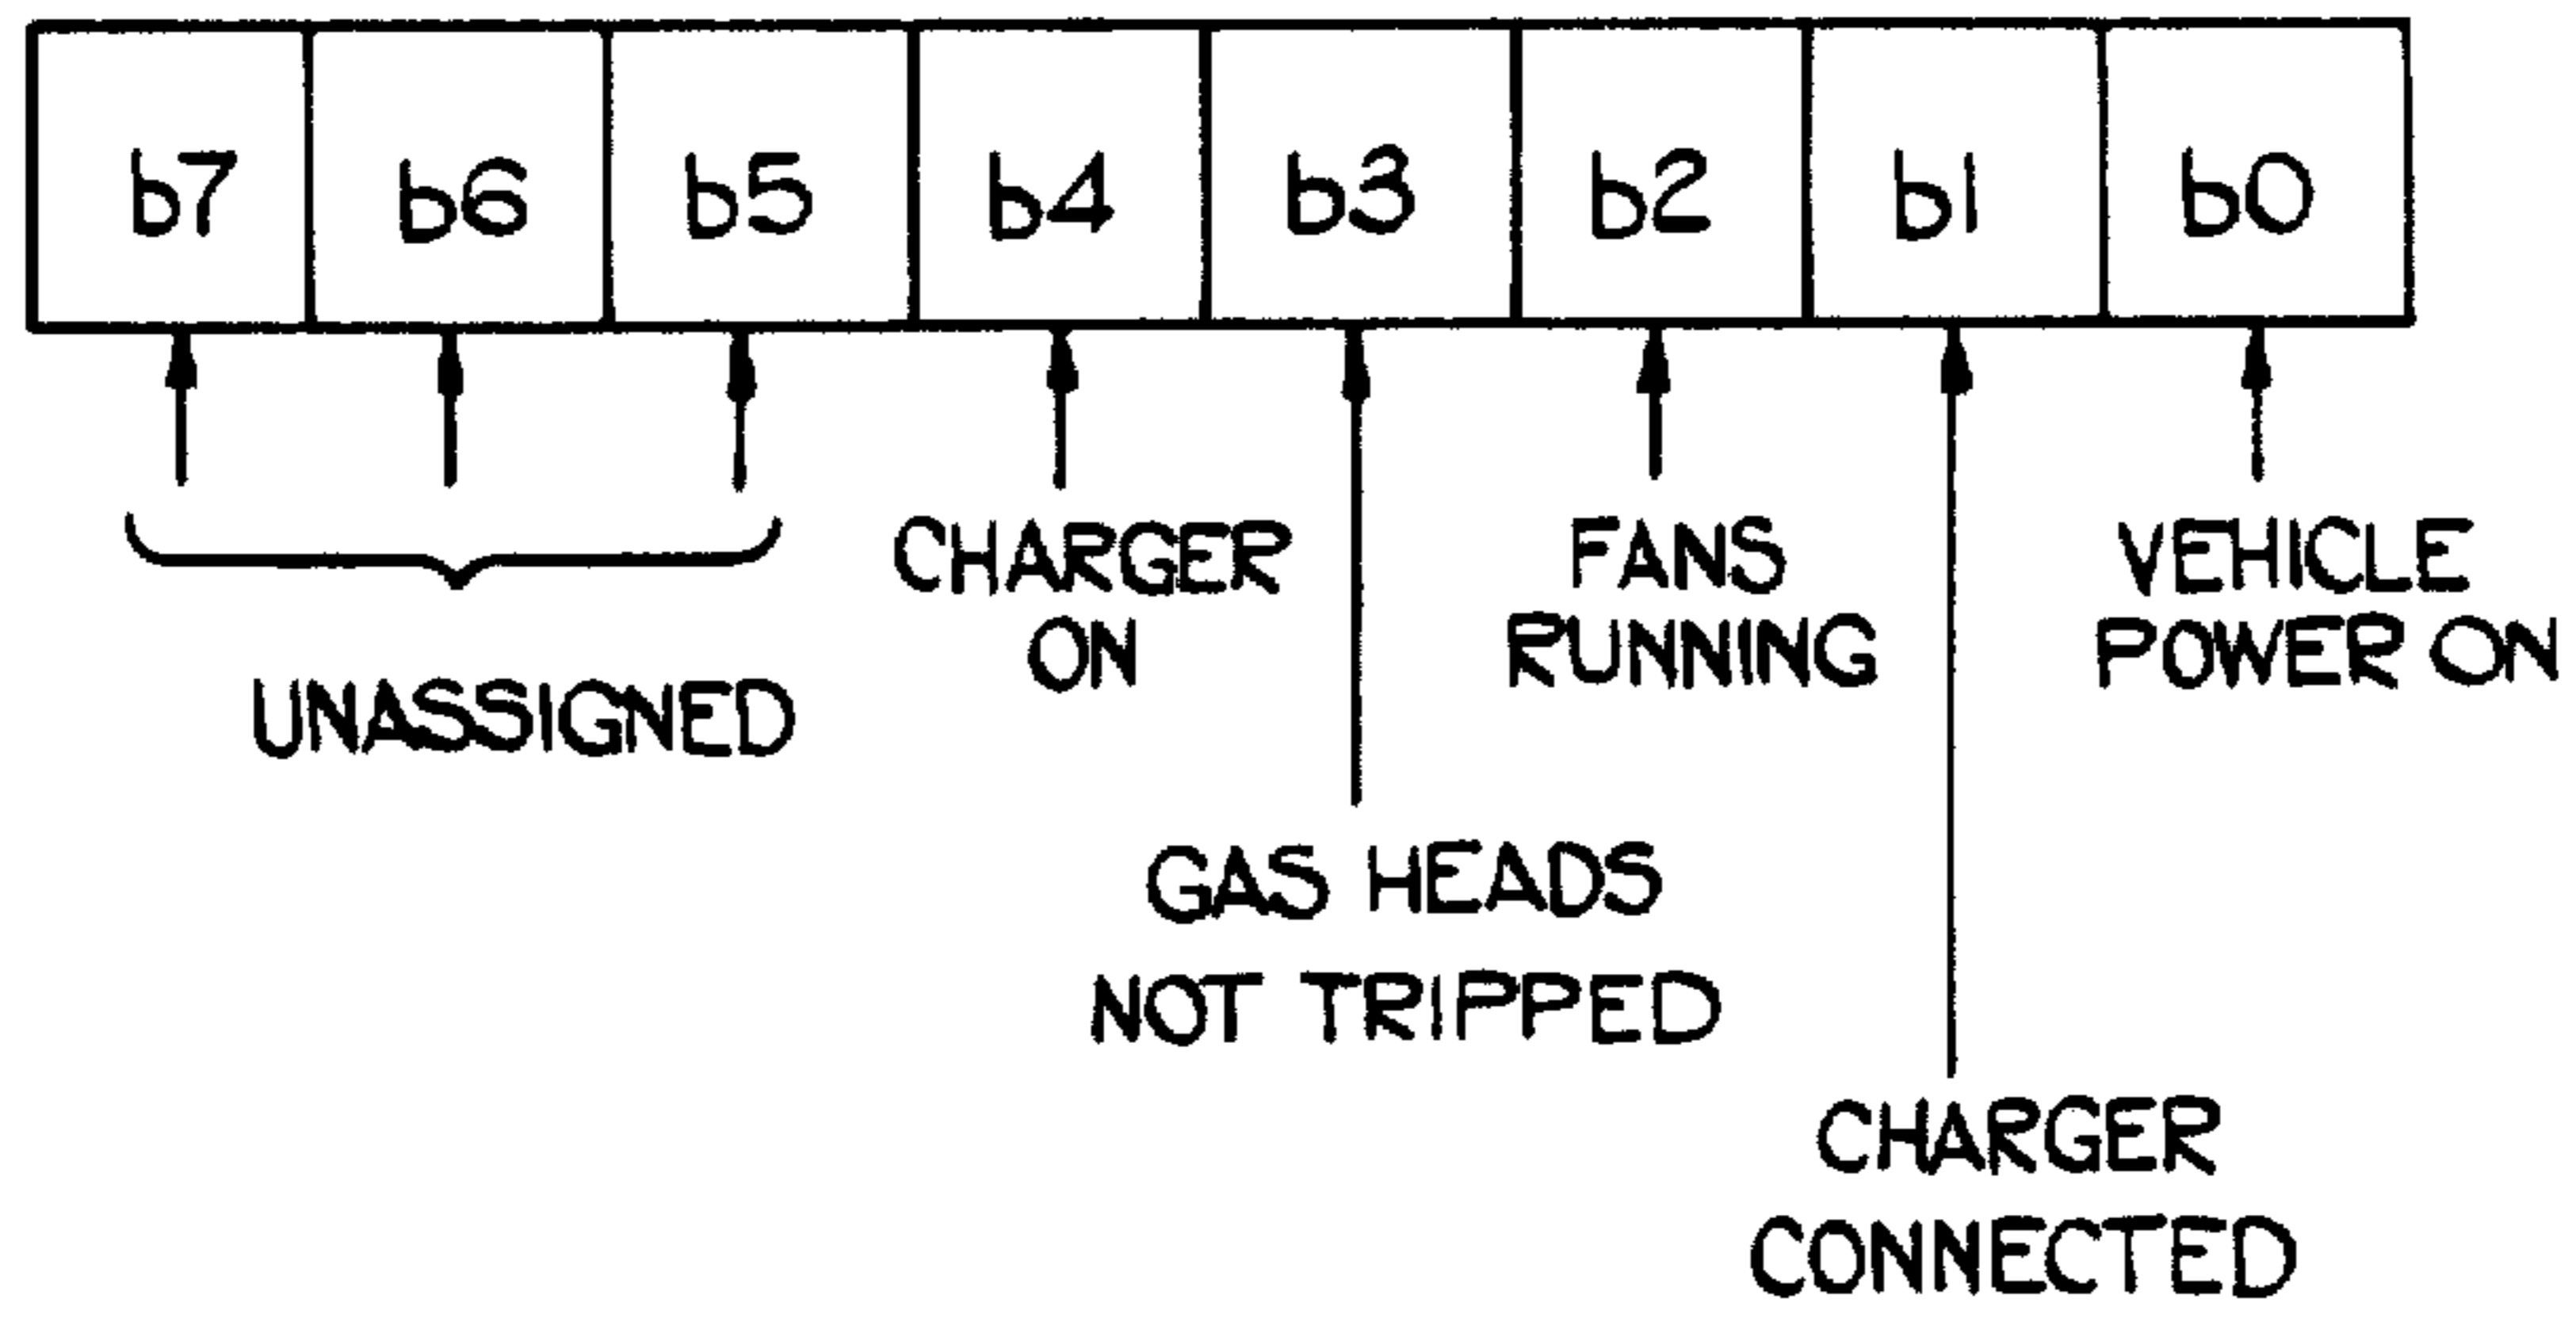 b7 b6 b5 b4 b3 b2 b1 b0
CHARGER ON
FANS RUNNING
VEHICLE POWER ON
UNASSIGNED
GAS HEADS
NOT TRIPPED
CHARGER
CONNECTED